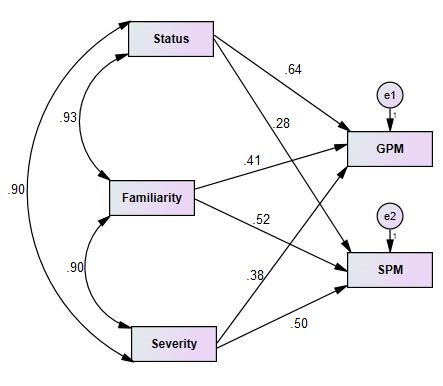 Status
.64
e1
1
.93
.28
GPM
.41
.90
Familiarity
e2
.52
1
.90
.38
SPM
.50
Severity